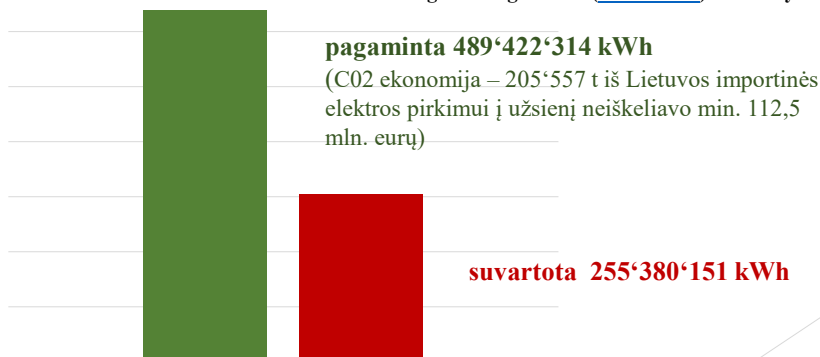 pagaminta 489‘422‘314 kWh
(C02 ekonomija – 205‘557 t iš Lietuvos importinės
elektros pirkimui į užsienį neiškeliavo min. 112,5
mln. eurų)
suvartota 255‘380‘151 kWh